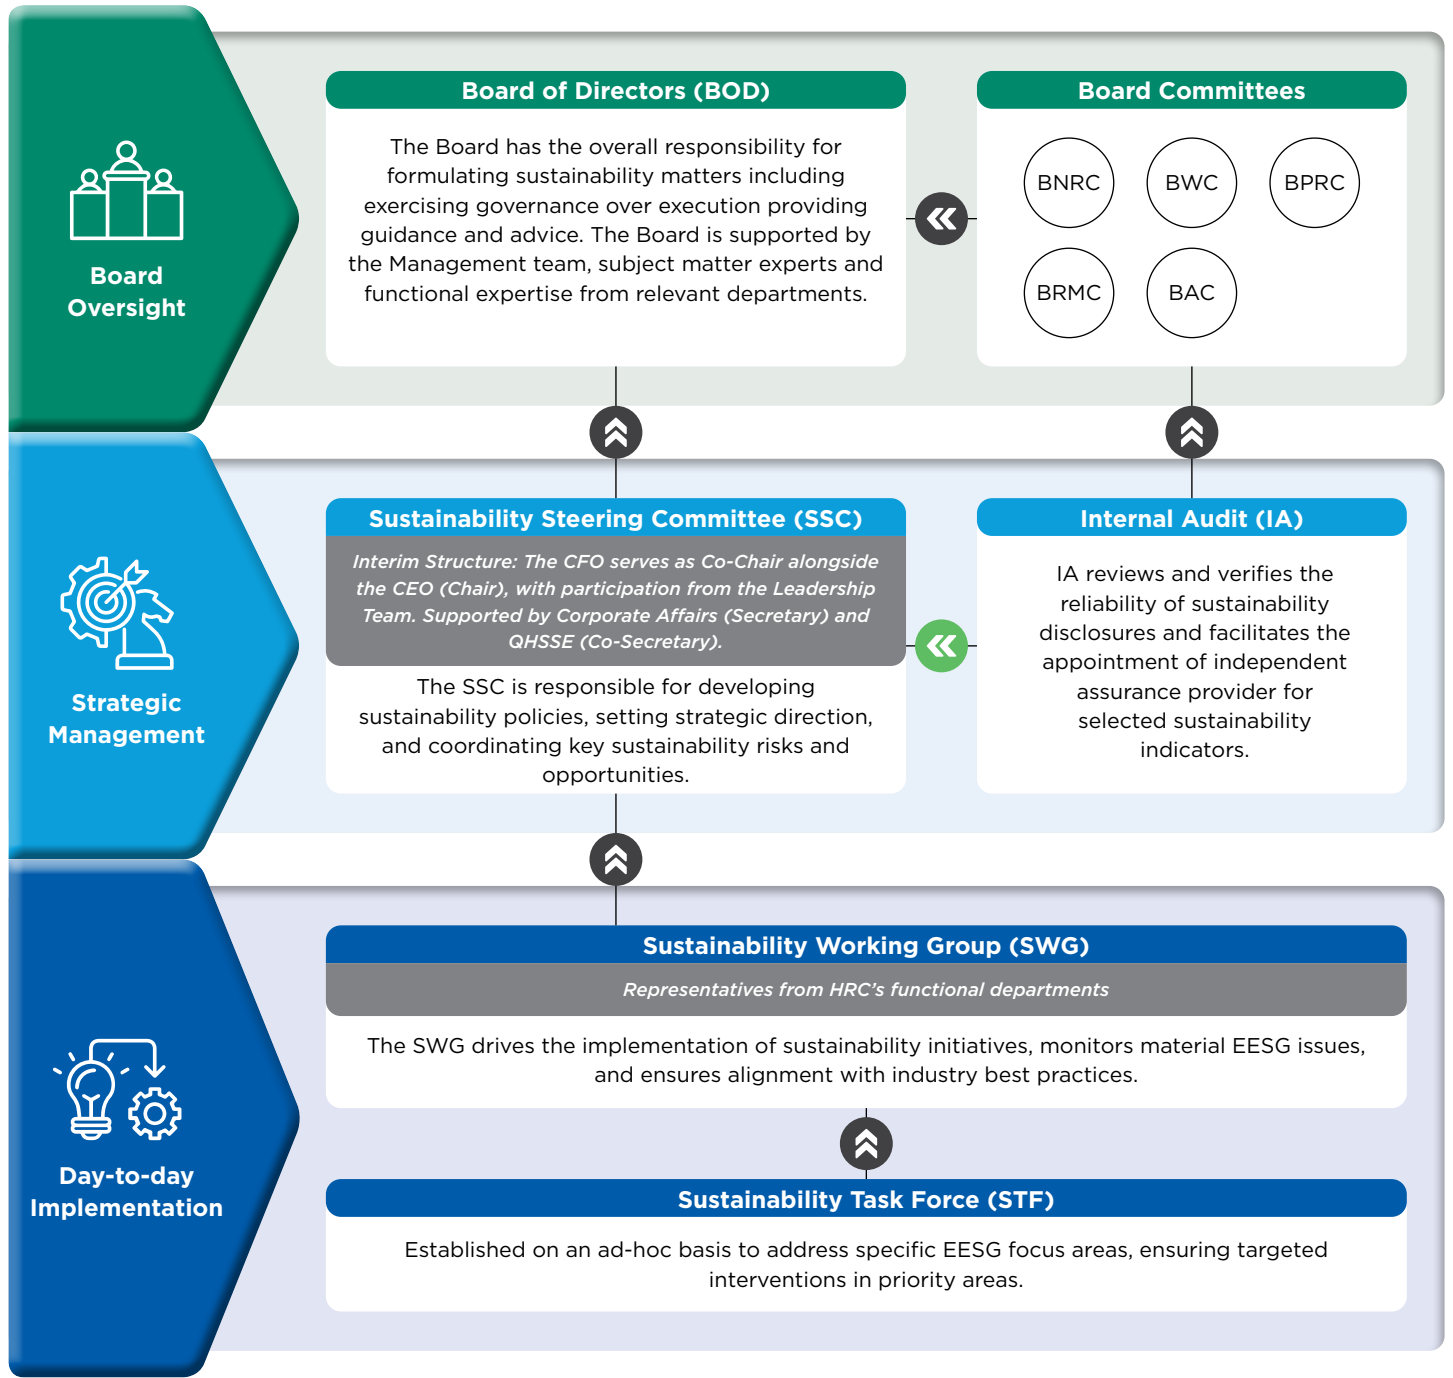 Board
Oversight
Board of Directors (BOD)
The Board has the overall responsibility for
formulating sustainability matters including
exercising governance over execution providing
guidance and advice. The Board is supported by
the Management team, subject matter experts and
functional expertise from relevant departments.
Board Committees
BNRC
BWC
BPRC
BRMC
BAC
Strategic
Management
Sustainability Steering Committee (SSC)
Interim Structure: The CFO serves as Co-Chair alongside
the CEO (Chair), with participation from the Leadership
Team. Supported by Corporate Affairs (Secretary) and
QHSSE (Co-Secretary).
The SSC is responsible for developing
sustainability policies, setting strategic direction,
and coordinating key sustainability risks and
opportunities.
Internal Audit (IA)
IA reviews and verifies the
reliability of sustainability
disclosures and facilitates the
appointment of independent
assurance provider for
selected sustainability
indicators.
Day-to-day
Implementation
Sustainability Working Group (SWG)
Representatives from HRC's functional departments
The SWG drives the implementation of sustainability initiatives, monitors material EESG issues,
and ensures alignment with industry best practices.
Sustainability Task Force (STF)
Established on an ad-hoc basis to address specific EESG focus areas, ensuring targeted
interventions in priority areas.